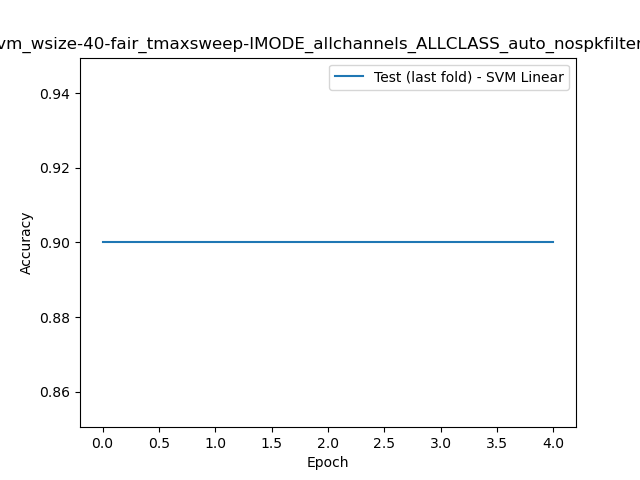 vm_wsize-40-fair_tmaxsweep-IMODE_allchannels_ALLCLASS_auto_nospkfilter
Test (last fold) - SVM Linear
0.94
0.92
0.90
0.88
0.86
Accuracy
0.0 0.5 1.0 1.5 2.0 2.5 3.0 3.5 4.0
Epoch